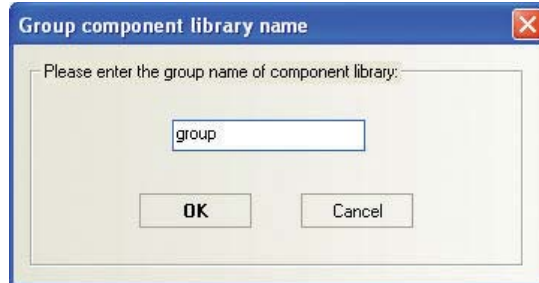 Group component library name
Please enter the group name of component library:
group
OK
Cancel